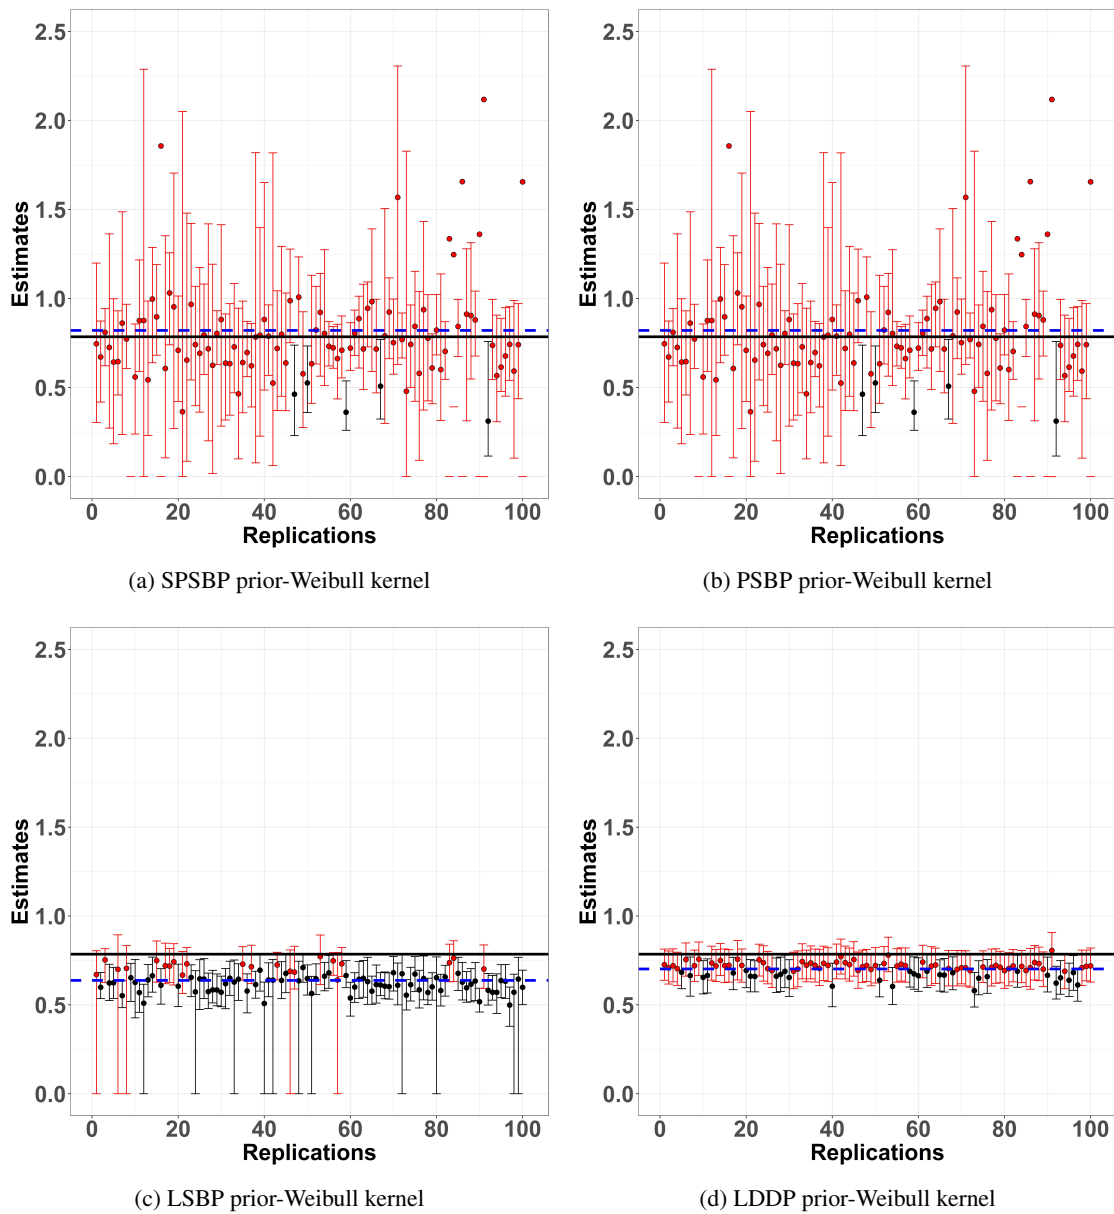 2.5
2.0
1.5
1.0
0.5
0.0
Estimates
0 20 40 60 80 100
Replications
(a) SPSBP prior-Weibull kernel
2.5
2.0
1.5
1.0
0.5
0.0
Estimates
0 20 40 60 80 100
Replications
(b) PSBP prior-Weibull kernel
2.5
2.0
1.5
1.0
0.5
0.0
Estimates
0 20 40 60 80 100
Replications
(c) LSBP prior-Weibull kernel
2.5
2.0
1.5
1.0
0.5
0.0
Estimates
0 20 40 60 80 100
Replications
(d) LDDP prior-Weibull kernel